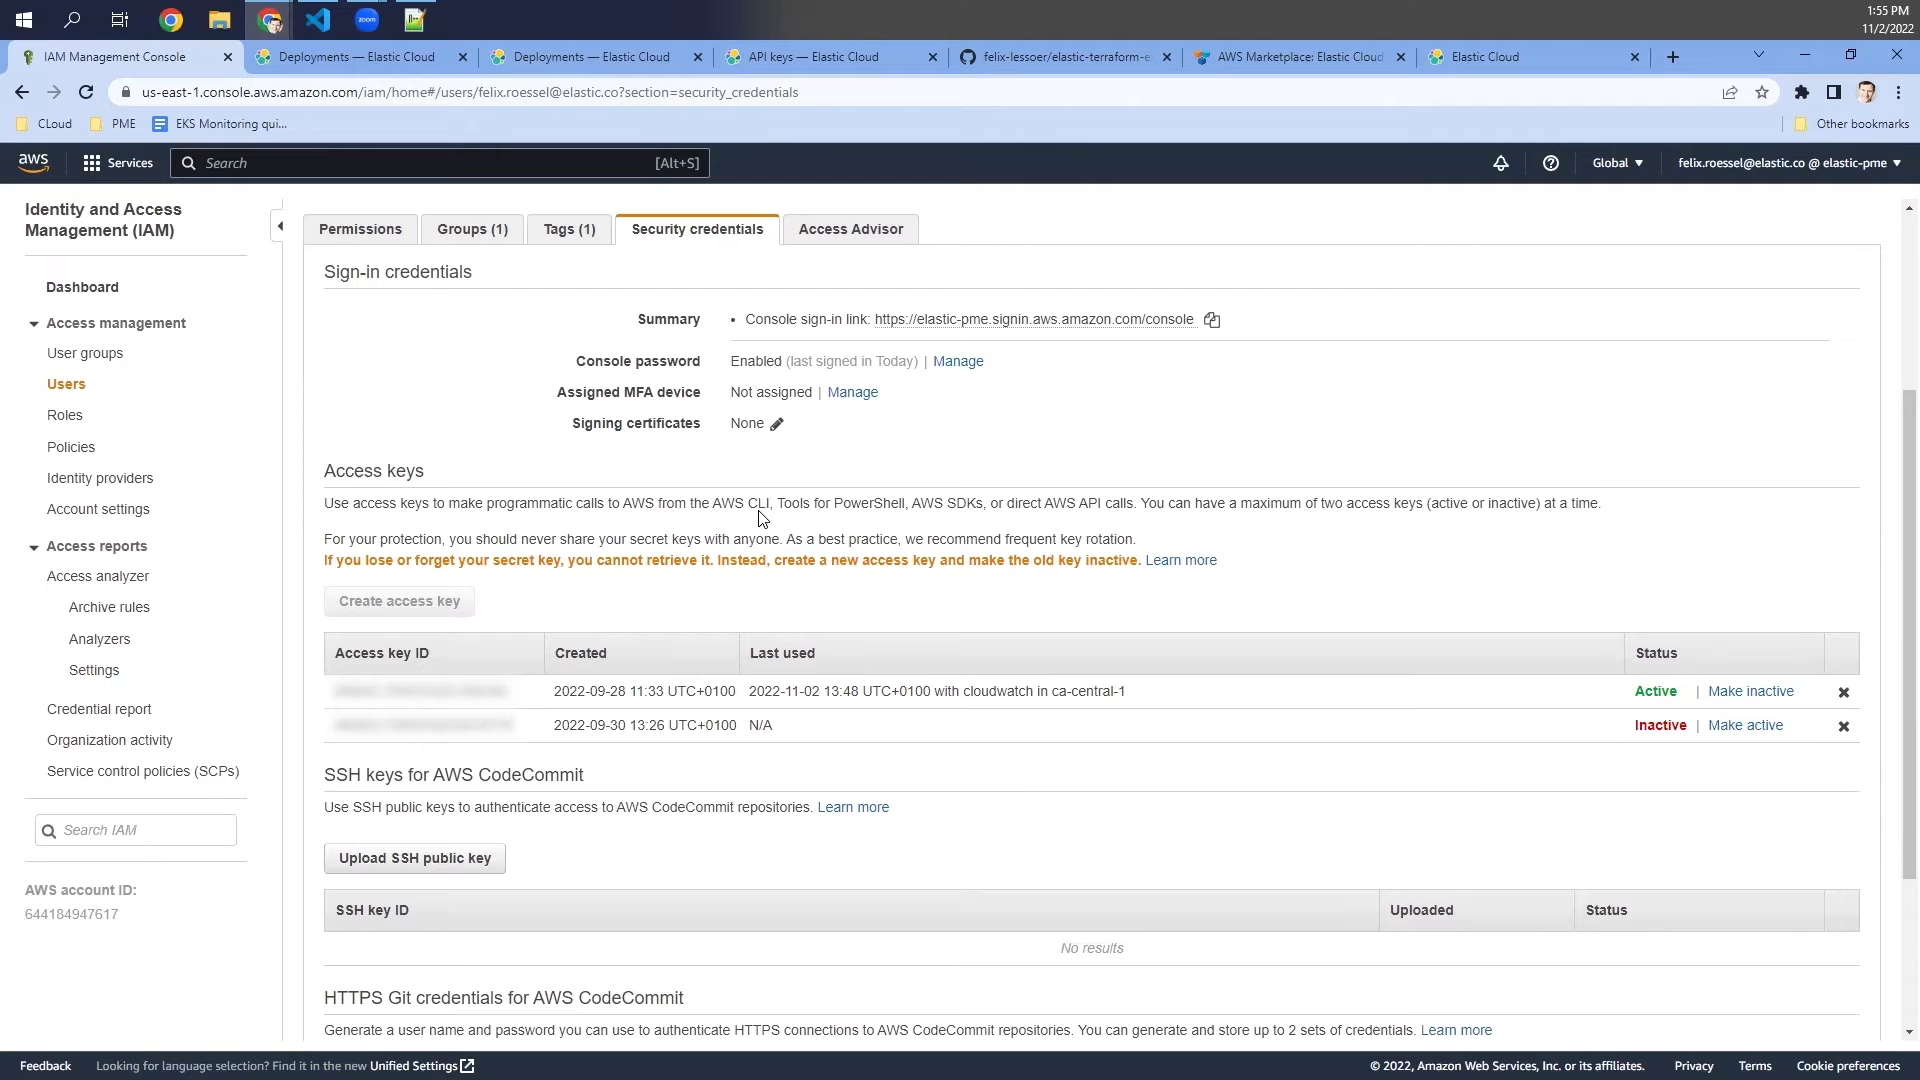 1:55 PM
11/2/2022
zoom
IAM Management Console
Deployments — Elastic Cloud
Deployments — Elastic Cloud
API keys — Elastic Cloud
felix-lessoer/elastic-terraform-e
AWS Marketplace: Elastic Cloud
Elastic Cloud
us-east-1.console.aws.amazon.com/iam/home#/users/felix.roessel@elastic.co?section=security_credentials
CLoud
PME
EKS Monitoring qui...
Other bookmarks
aws
Services
Search
[Alt+S]
Global
felix.roessel@elastic.co @ elastic-pme
Identity and Access
Management (IAM)
Dashboard
Access management
User groups
Users
Roles
Policies
Identity providers
Account settings
Access reports
Access analyzer
Archive rules
Analyzers
Settings
Credential report
Organization activity
Service control policies (SCPs)
Search IAM
AWS account ID:
644184947617
Permissions
Groups (1)
Tags (1)
Security credentials
Access Advisor
Sign-in credentials
Summary
• Console sign-in link: https://elastic-pme.signin.aws.amazon.com/console
Console password
Enabled (last signed in Today) | Manage
Assigned MFA device
Not assigned | Manage
Signing certificates
None
Access keys
Use access keys to make programmatic calls to AWS from the AWS CLI, Tools for PowerShell, AWS SDKs, or direct AWS API calls. You can have a maximum of two access keys (active or inactive) at a time.
For your protection, you should never share your secret keys with anyone. As a best practice, we recommend frequent key rotation.
If you lose or forget your secret key, you cannot retrieve it. Instead, create a new access key and make the old key inactive. Learn more
Create access key
Access key ID
Created
Last used
Status
2022-09-28 11:33 UTC+0100
2022-11-02 13:48 UTC+0100 with cloudwatch in ca-central-1
Active | Make inactive
2022-09-30 13:26 UTC+0100
N/A
Inactive | Make active
SSH keys for AWS CodeCommit
Use SSH public keys to authenticate access to AWS CodeCommit repositories. Learn more
Upload SSH public key
SSH key ID
Uploaded
Status
No results
HTTPS Git credentials for AWS CodeCommit
Generate a user name and password you can use to authenticate HTTPS connections to AWS CodeCommit repositories. You can generate and store up to 2 sets of credentials. Learn more
Feedback
Looking for language selection? Find it in the new Unified Settings
© 2022, Amazon Web Services, Inc. or its affiliates.
Privacy
Terms
Cookie preferences